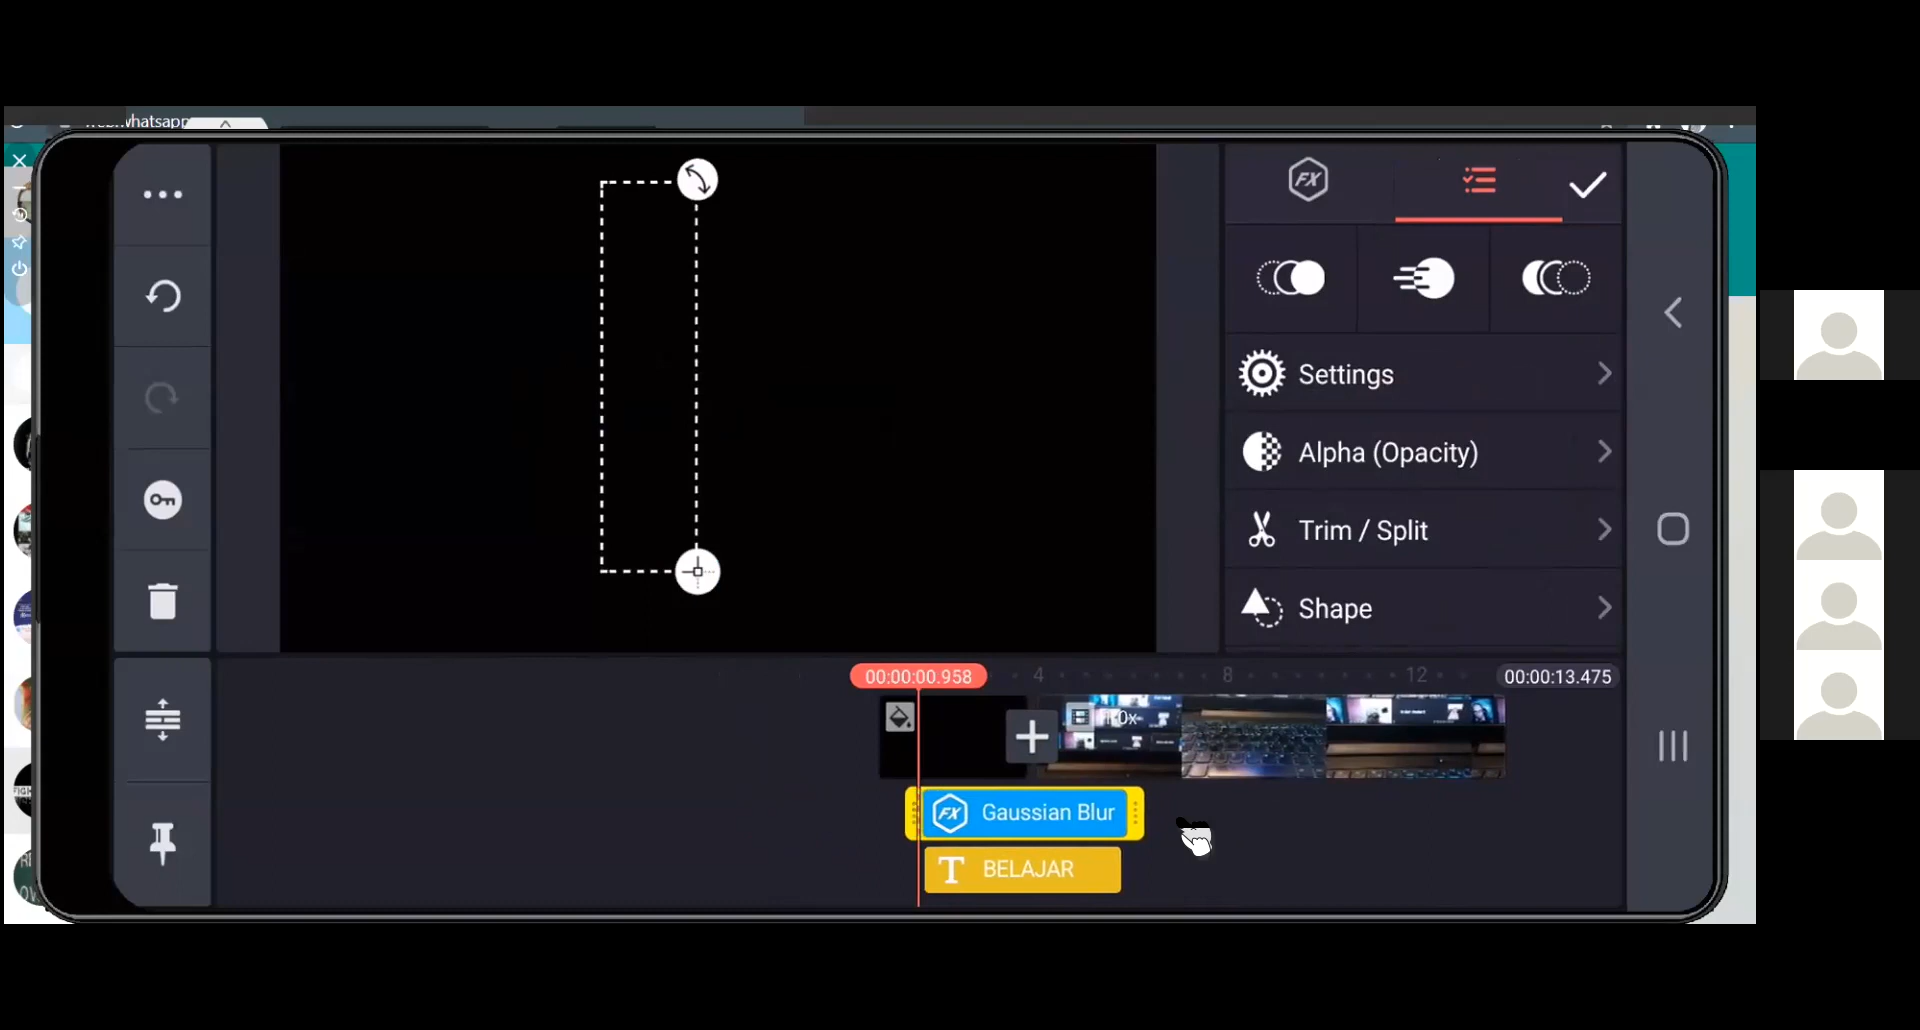 whatsapp
FX
Settings
Alpha (Opacity)
Trim / Split
Shape
00:00:00.958
4
8
12
00:00:13.475
FX
Gaussian Blur
T
BELAJAR